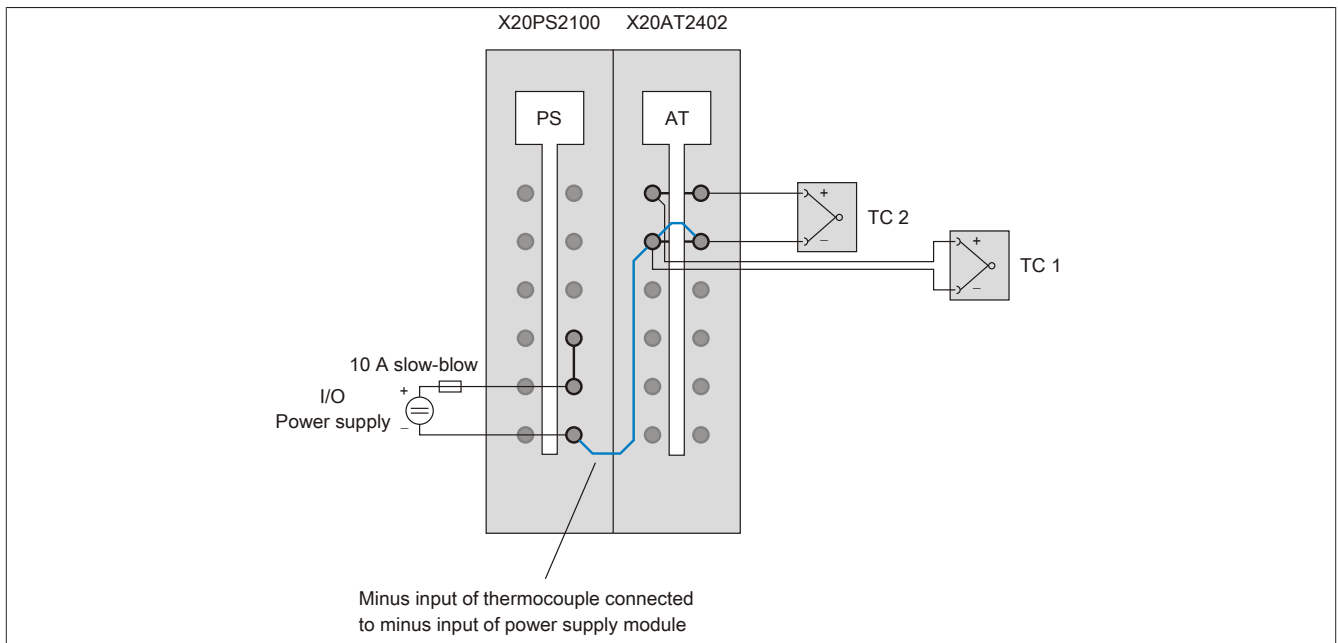 X20PS2100 X20AT2402
PS AT
+
−
TC 2
+
−
TC 1
10 A slow-blow
I/O
Power supply
+
−
Minus input of thermocouple connected
to minus input of power supply module